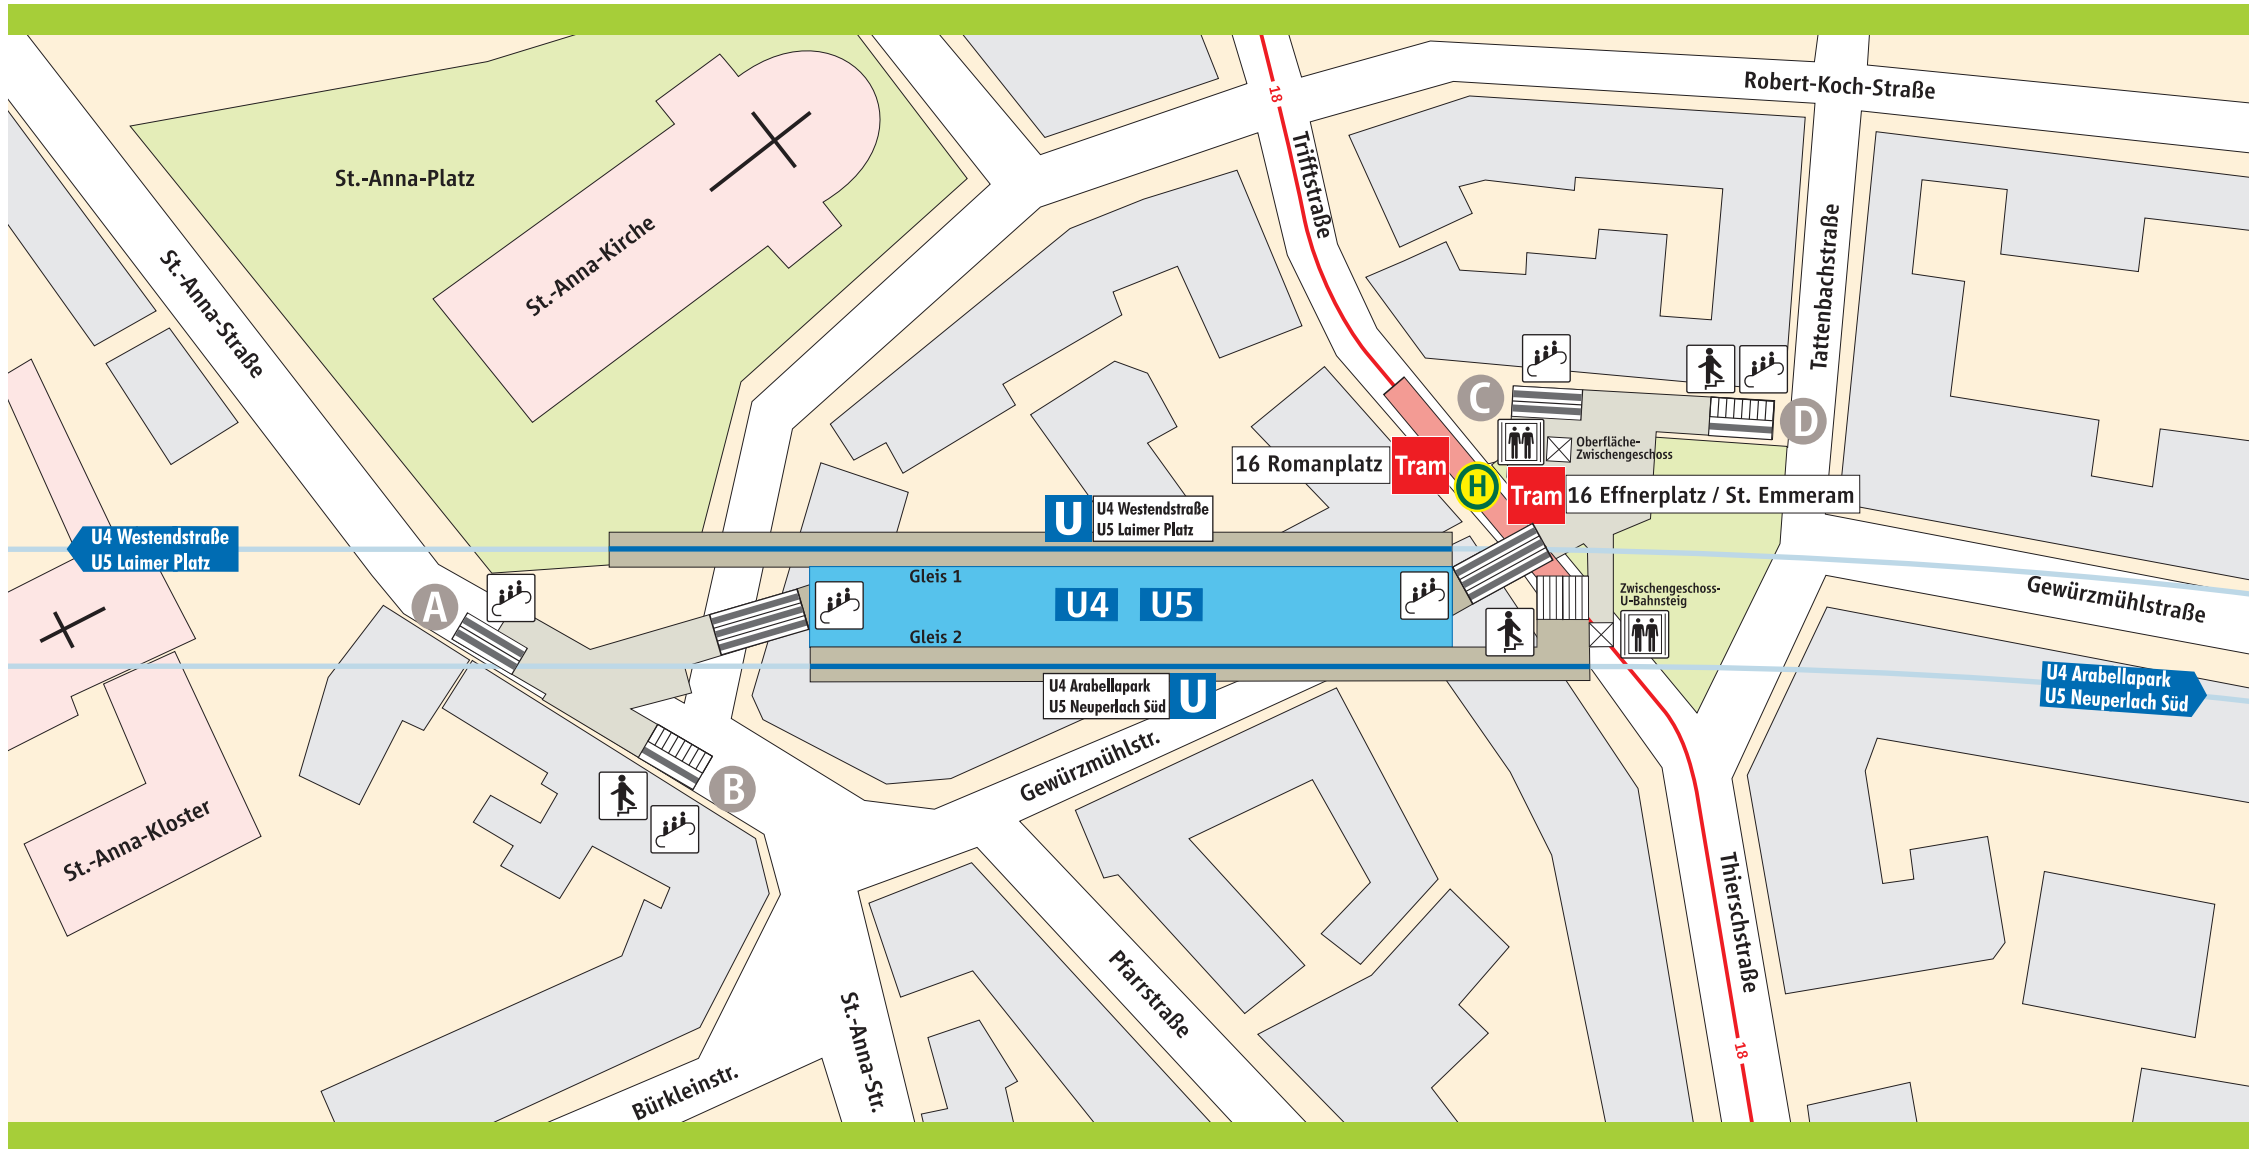 18
Robert-Koch-Straße
Triftstraße
St.-Anna-Platz
St.-Anna-Kirche
Tattenbachstraße
St.-Anna-Straße
C
D
Oberfläche-
Zwischengeschoss
16 Romanplatz
Tram
H
Tram
16 Effnerplatz / St. Emmeram
U
U4 Westendstraße
U5 Laimer Platz
U4 Westendstraße
U5 Laimer Platz
Gleis 1
U4
U5
Gleis 2
A
Zwischengeschoss-
U-Bahnsteig
Gewürzmühlstraße
U4 Arabellapark
U5 Neuperlach Süd
U
U4 Arabellapark
U5 Neuperlach Süd
Gewürzmühlstr.
B
St.-Anna-Kloster
Thierschstraße
Pfarrstraße
St.-Anna-Str.
18
Bürkleinstr.